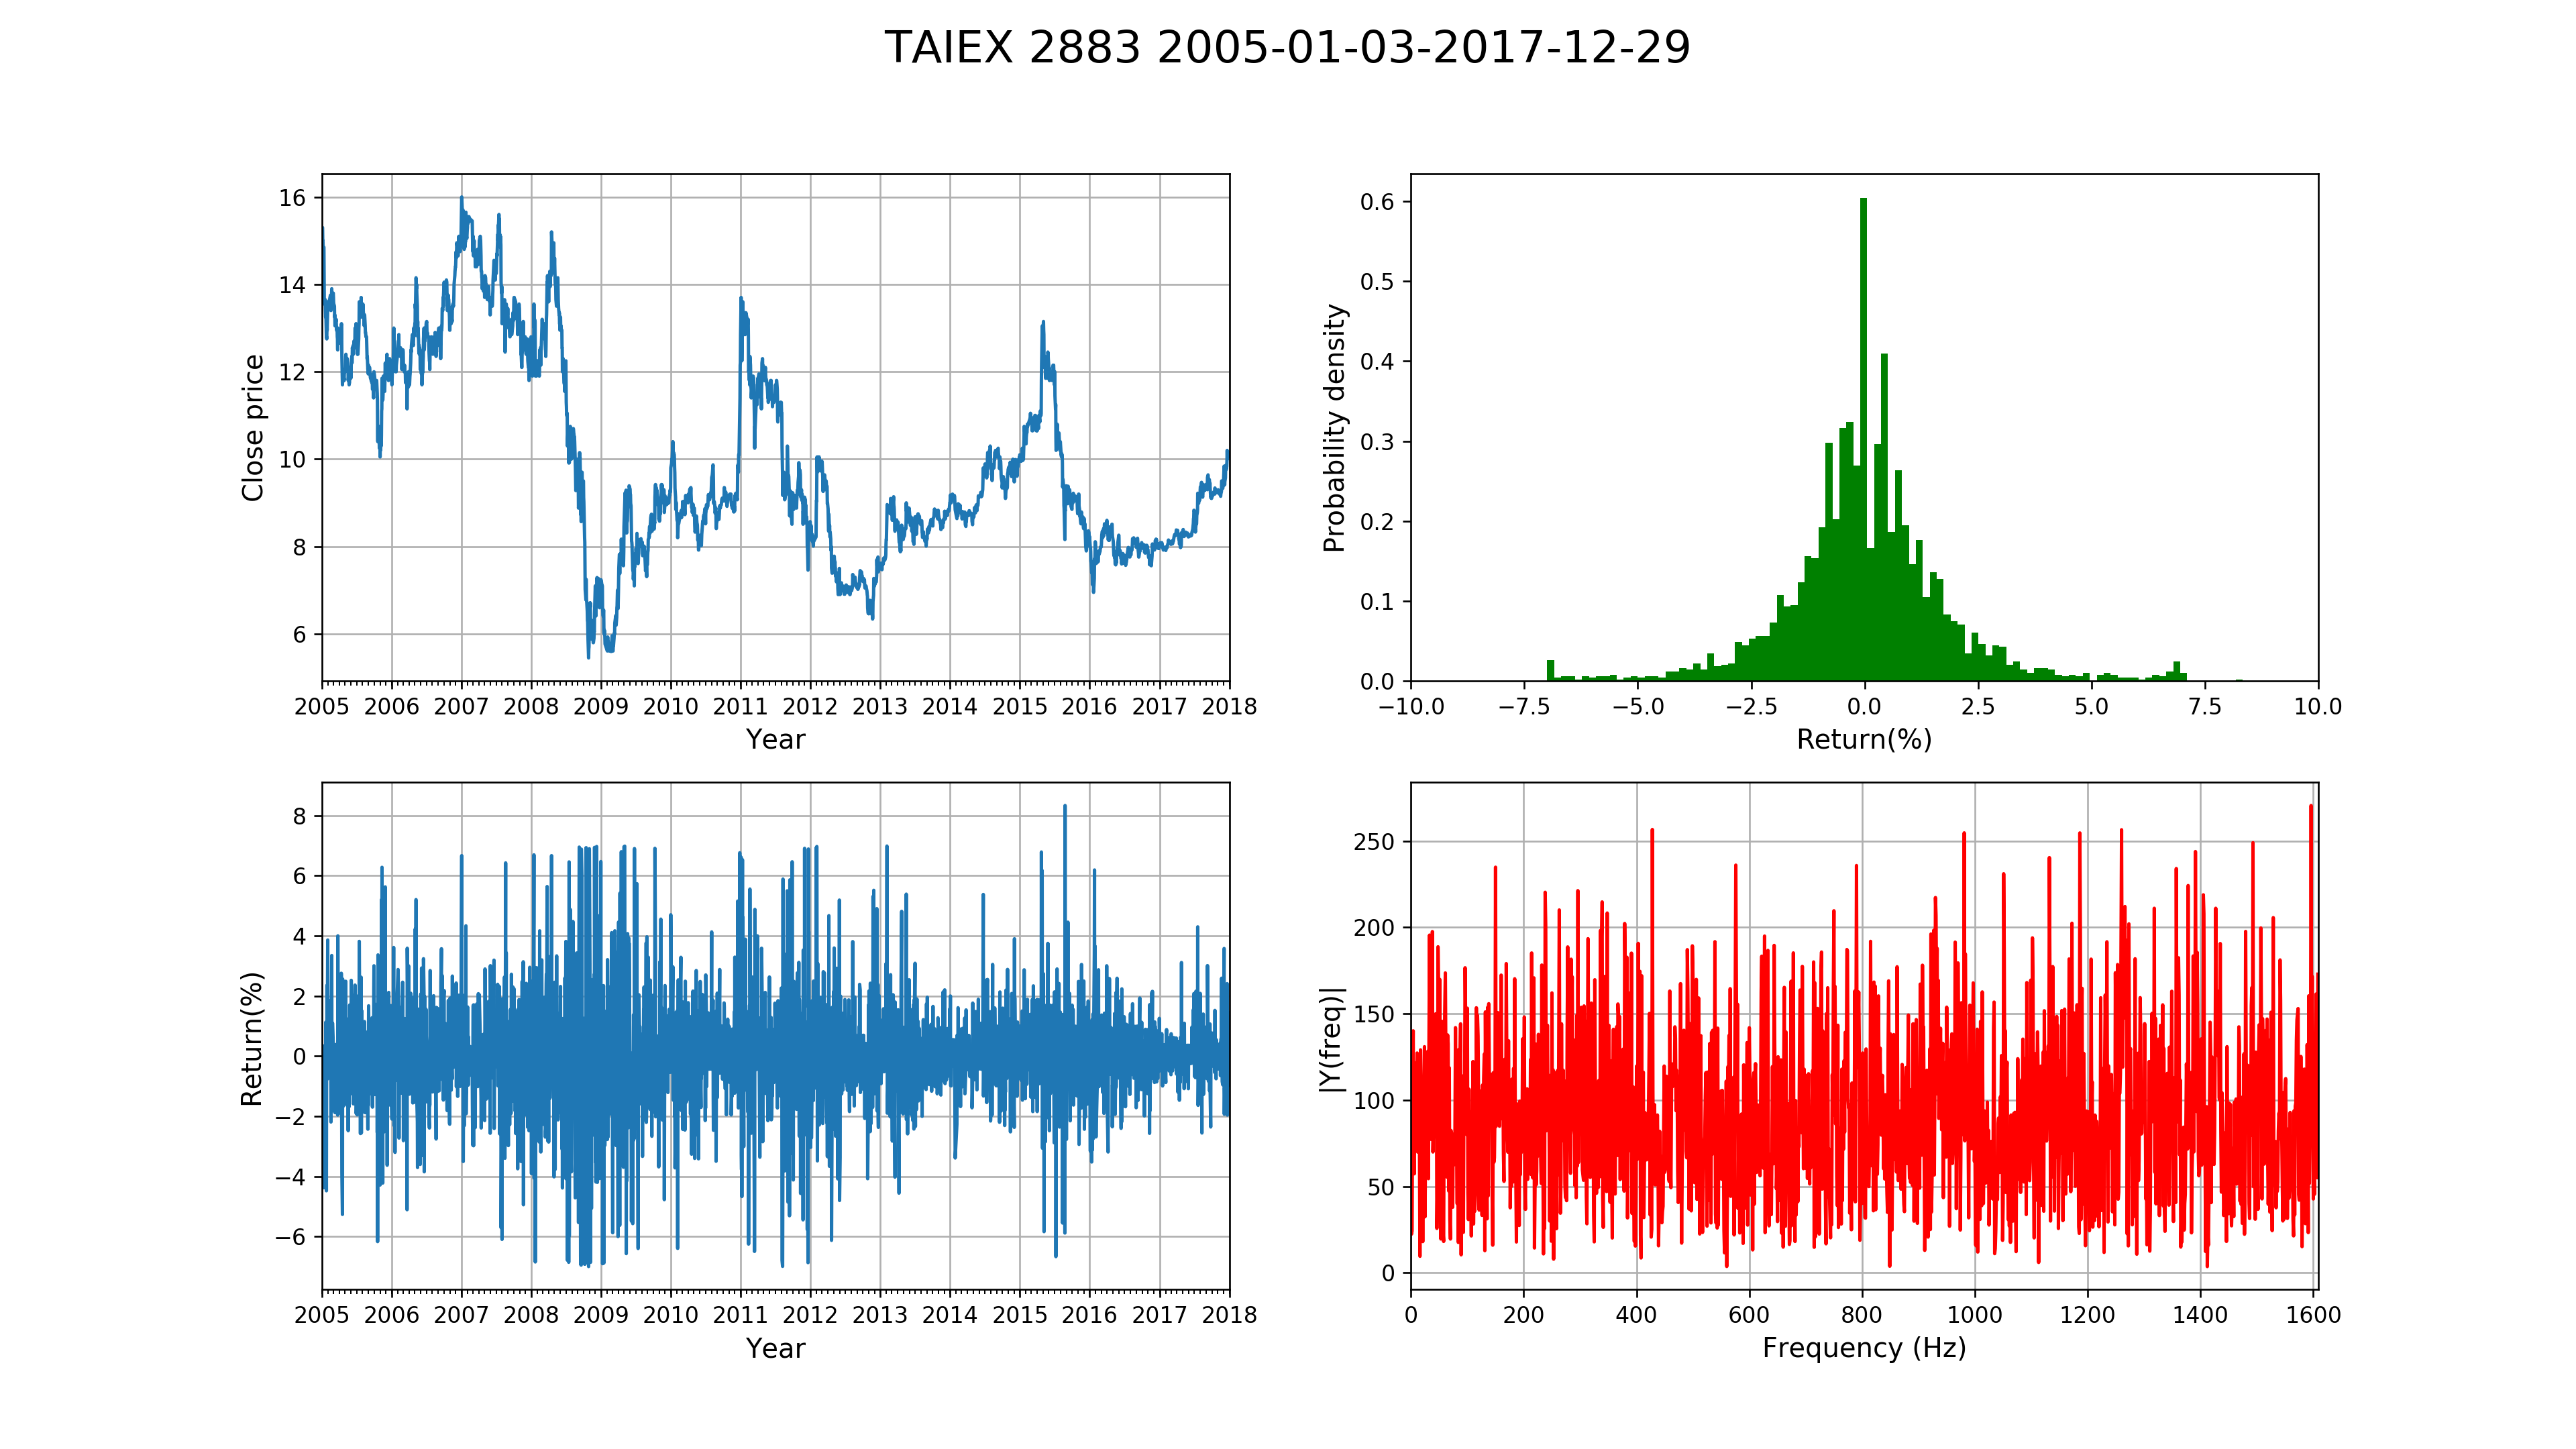 TAIEX 2883 2005-01-03-2017-12-29
16
14
12
10
8
6
Close price
2005 2006 2007 2008 2009 2010 2011 2012 2013 2014 2015 2016 2017 2018
Year
0.6
0.5
0.4
0.3
0.2
0.1
0.0
Probability density
−10.0 −7.5 −5.0 −2.5 0.0 2.5 5.0 7.5 10.0
Return(%)
8
6
4
2
0
−2
−4
−6
Return(%)
2005 2006 2007 2008 2009 2010 2011 2012 2013 2014 2015 2016 2017 2018
Year
250
200
150
100
50
0
|Y(freq)|
0 200 400 600 800 1000 1200 1400 1600
Frequency (Hz)